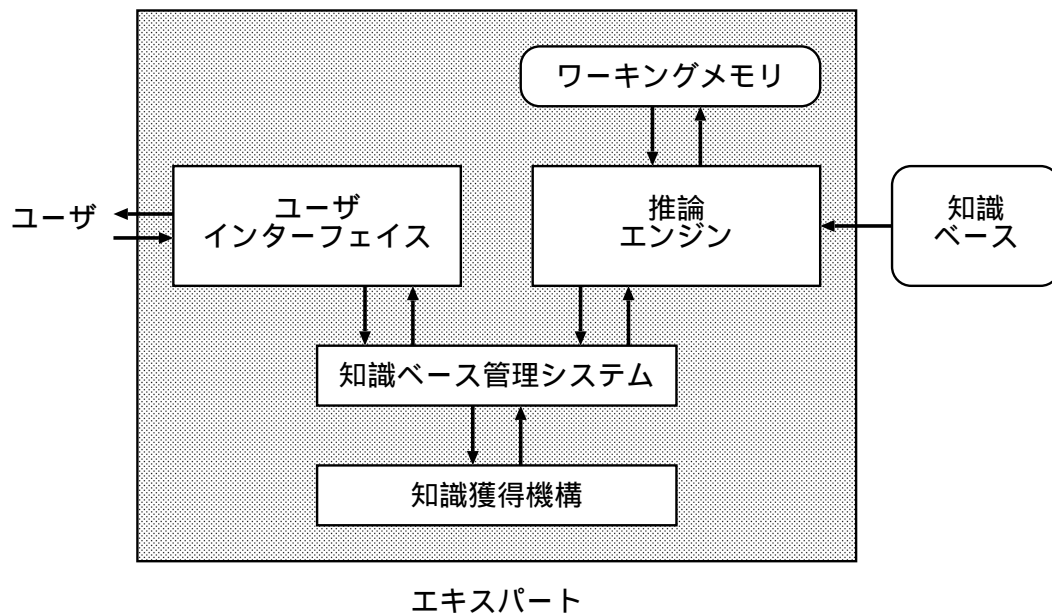 ワーキングメモリ
ユーザ
ユーザ
インターフェイス
推論
エンジン
知識
ベース
知識ベース管理システム
知識獲得機構
エキスパート